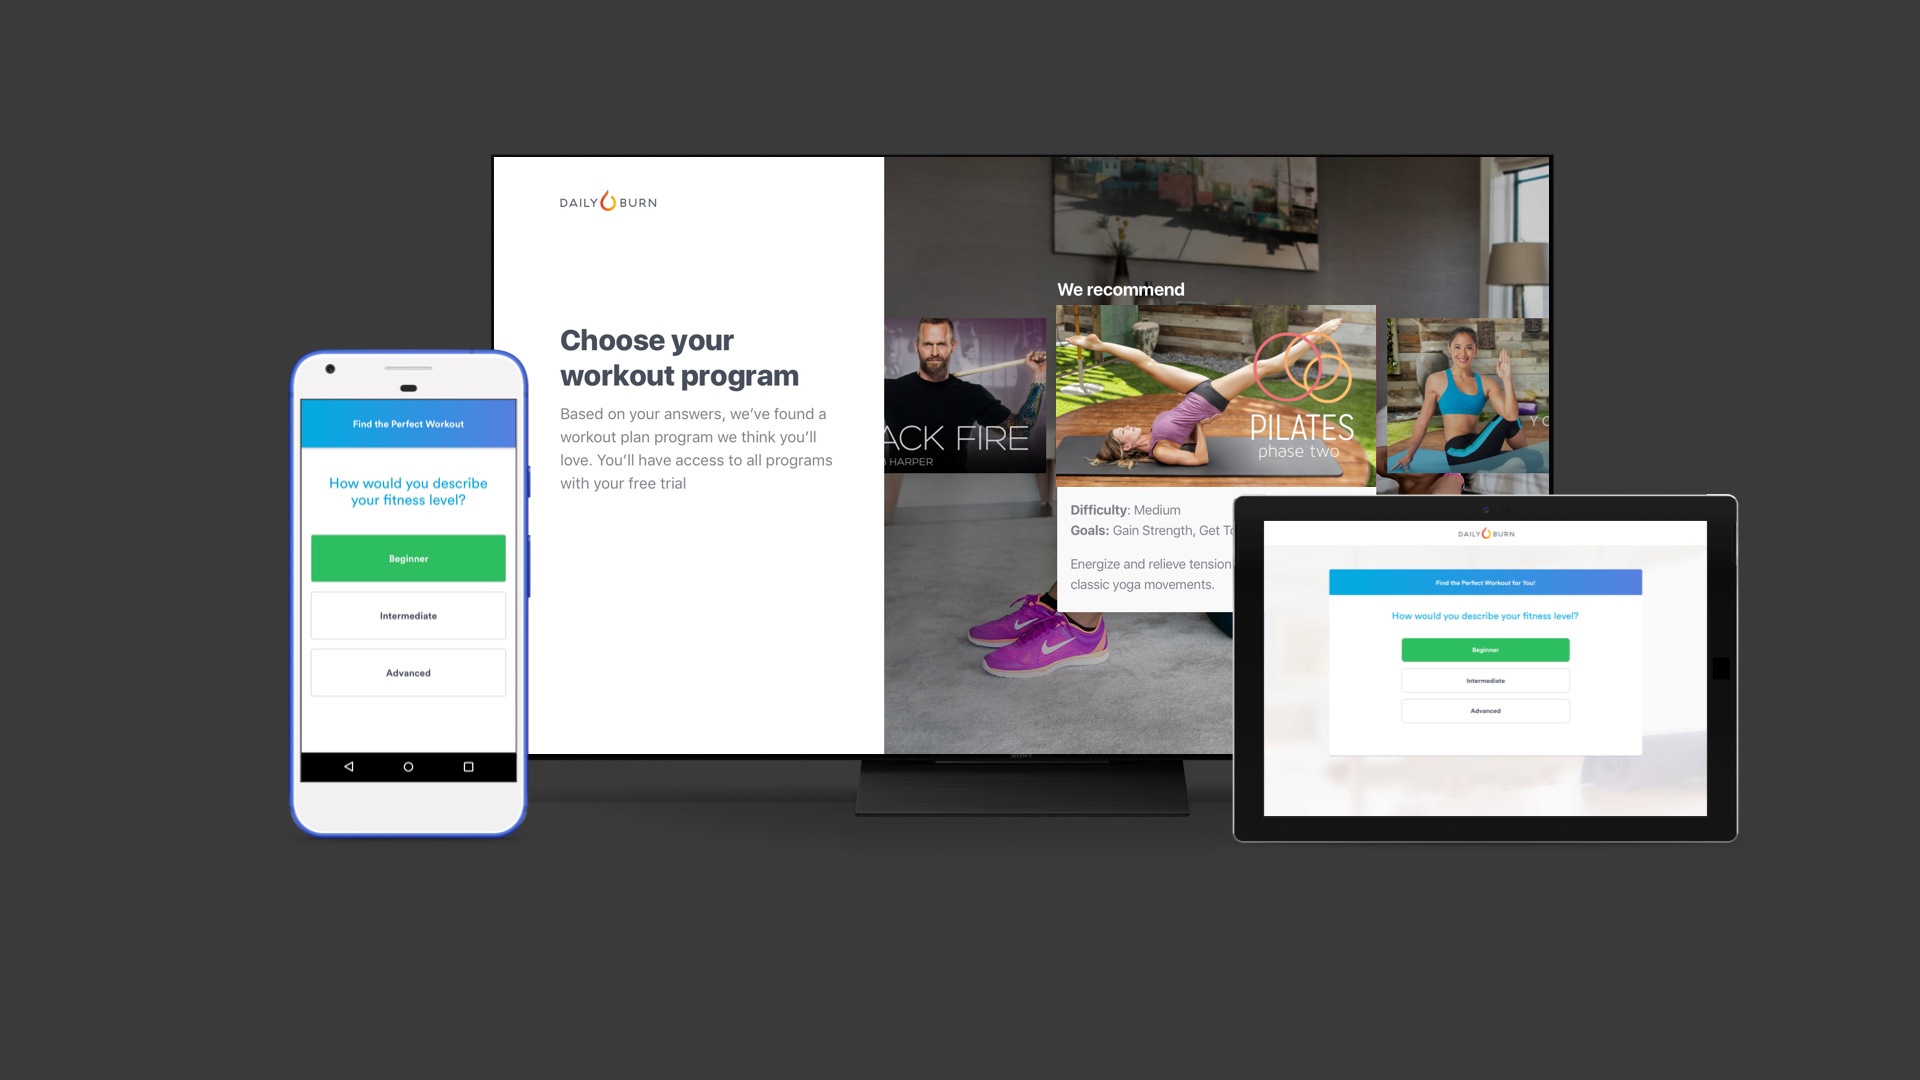 DAILY BURN
Choose your
workout program
Based on your answers, we’ve found a
workout plan program we think you’ll
love. You’ll have access to all programs
with your free trial
We recommend
ACK FIRE
HARPER
PILATES
phase two
YO
Difficulty: Medium
Goals: Gain Strength, Get To
Energize and relieve tension
classic yoga movements.
SONY
Find the Perfect Workout
How would you describe
your fitness level?
Beginner
Intermediate
Advanced
DAILY BURN
Find the Perfect Workout for You!
How would you describe your fitness level?
Beginner
Intermediate
Advanced